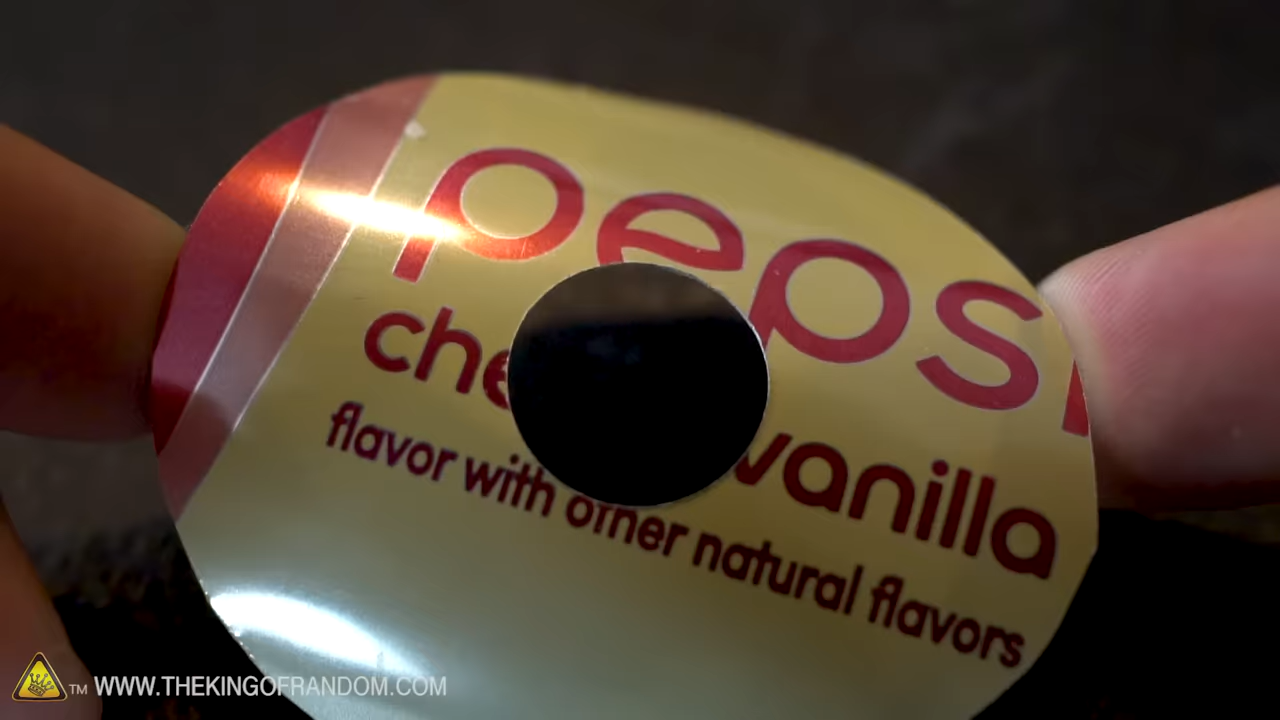 pepsi
che vanilla
flavor with other natural flavors
TM WWW.THEKINGOFRANDOM.COM